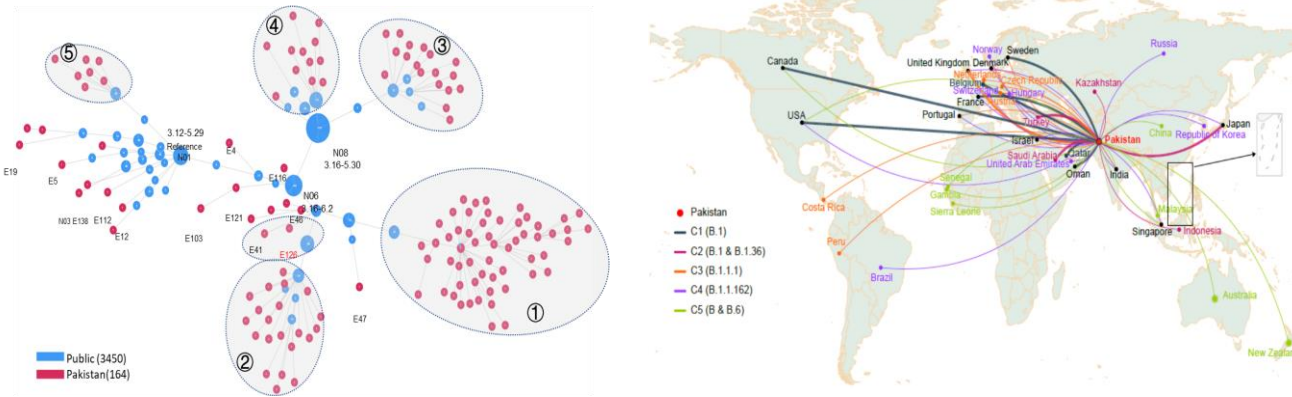 ④
③
⑤
3.12-5.29
Reference
N01
N08
3.16-5.30
E4
E116
E19
E5
N06
3.16-6.2
N03 E138
E112
E12
E103
E121
E46
E41
E126
E47
①
②
Public (3450)
Pakistan(164)
Norway
Sweden
Russia
Canada
United Kingdom
Denmark
Netherlands
Czech Republic
Kazakhstan
Belgium
Switzerland
Hungary
France
Austria
USA
Portugal
Turkey
Japan
China
Republic of Korea
Israel
Pakistan
Saudi Arabia
Qatar
United Arab Emirates
Oman
India
Senegal
Gambia
Sierra Leone
Costa Rica
Malaysia
Singapore
Indonesia
Peru
Brazil
Australia
New Zealand
Pakistan
C1 (B.1)
C2 (B.1 & B.1.36)
C3 (B.1.1.1)
C4 (B.1.1.162)
C5 (B & B.6)